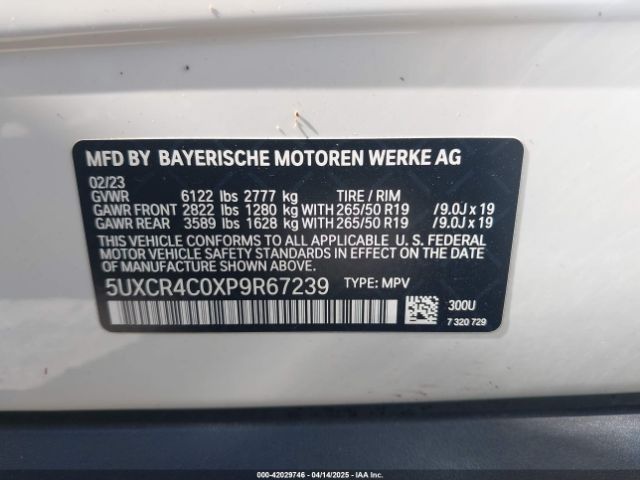 MFD BY BAYERISCHE MOTOREN WERKE AG
02/23
GVWR 6122 lbs 2777 kg TIRE / RIM
GAWR FRONT 2822 lbs 1280 kg WITH 265/50 R19 /9.0J x 19
GAWR REAR 3589 lbs 1628 kg WITH 265/50 R19 /9.0J x 19
THIS VEHICLE CONFORMS TO ALL APPLICABLE U. S. FEDERAL
MOTOR VEHICLE SAFETY STANDARDS IN EFFECT ON THE DATE
OF MANUFACTURE SHOWN ABOVE.
5UXCR4C0XP9R67239 TYPE: MPV
300U
7 320 729
000-42029746 - 04/14/2025 - IAA Inc.